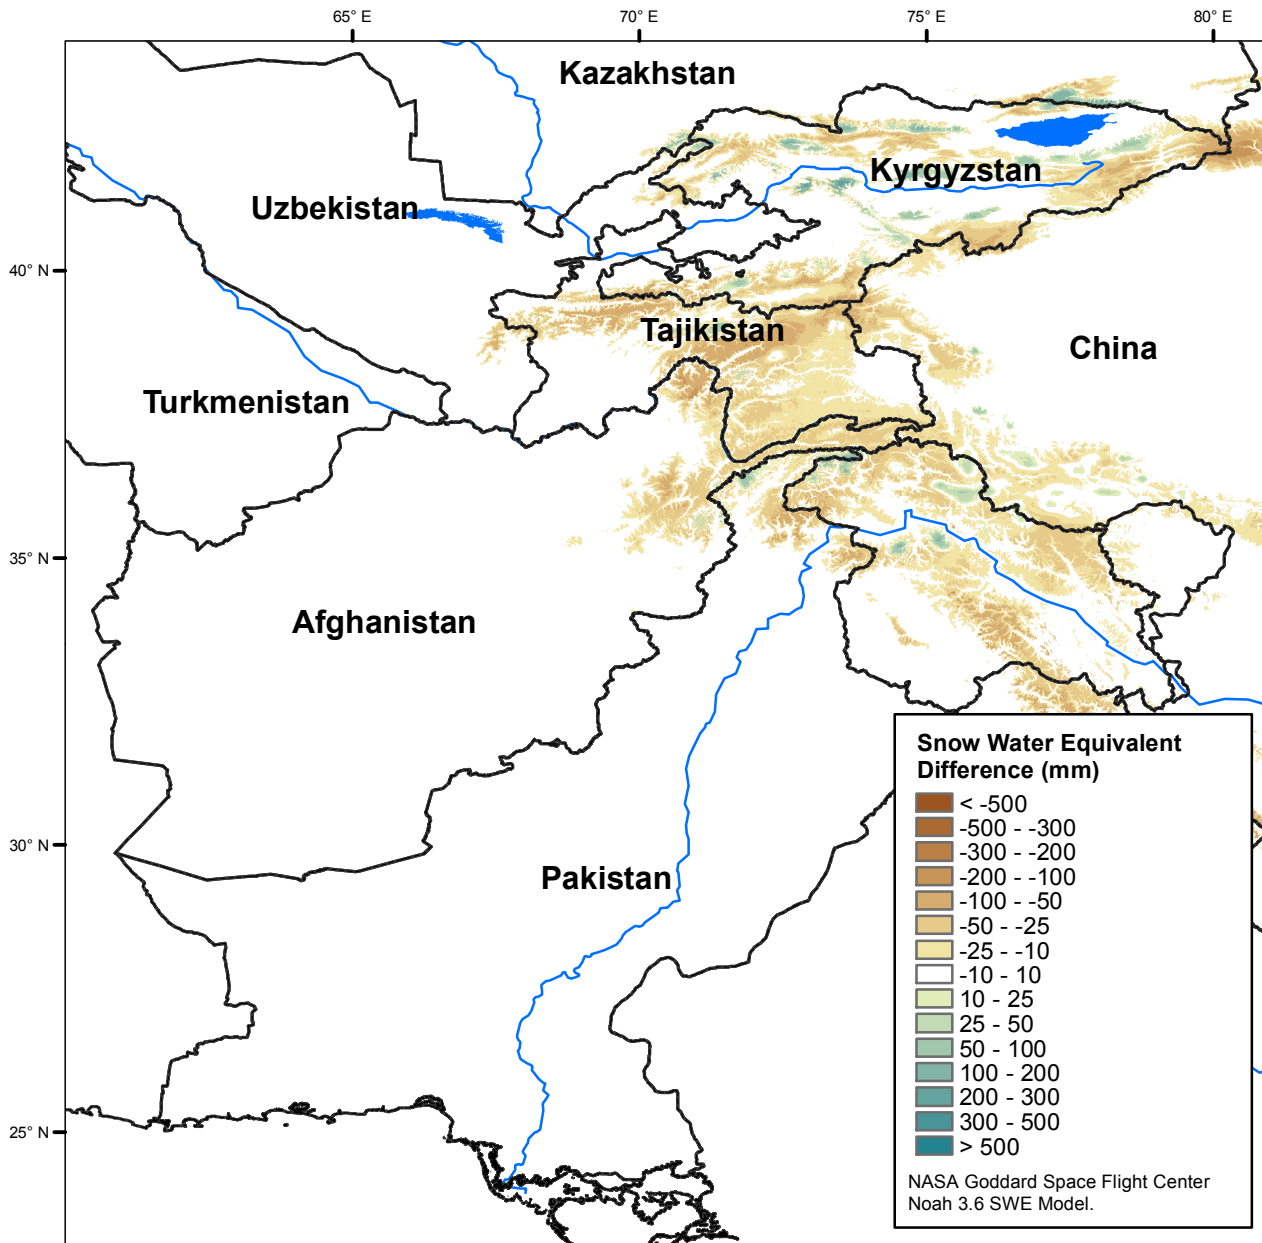 65° E
70° E
75° E
80° E
Kazakhstan
Kyrgyzstan
Uzbekistan
40° N
Tajikistan
China
Turkmenistan
35° N
Afghanistan
Snow Water Equivalent
Difference (mm)
< -500
-500 - -300
30° N
-300 - -200
Pakistan
-200 - -100
-100 - -50
-50 - -25
-25 - -10
-10 - 10
10 - 25
25 - 50
50 - 100
100 - 200
200 - 300
300 - 500
25° N
> 500
NASA Goddard Space Flight Center
Noah 3.6 SWE Model.